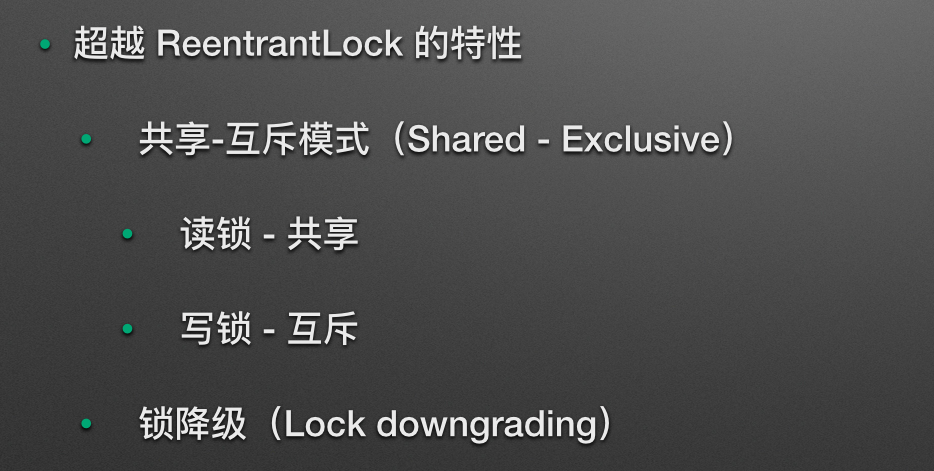 超越 ReentrantLock 的特性
共享-互斥模式（Shared - Exclusive）
读锁 - 共享
写锁 - 互斥
锁降级（Lock downgrading）